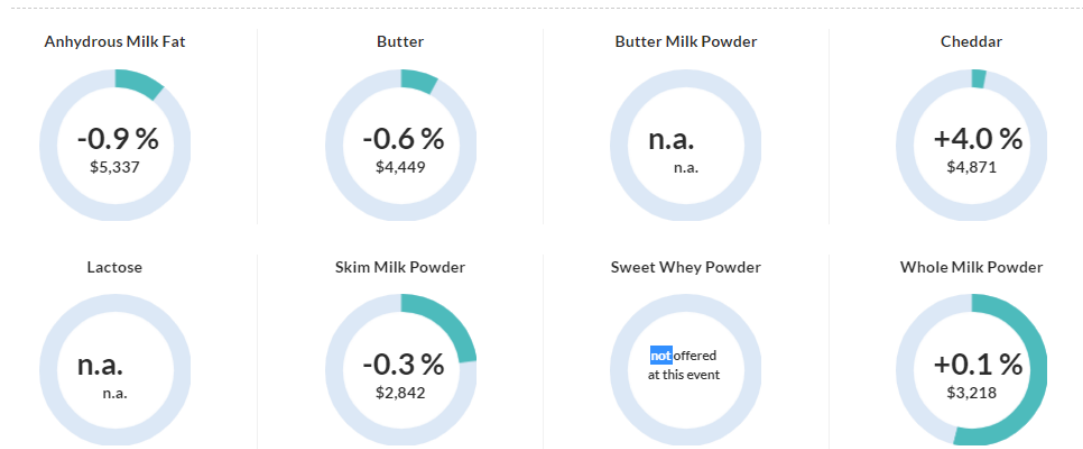 Anhydrous Milk Fat
-0.9 %
$5,337
Butter
-0.6 %
$4,449
Butter Milk Powder
n.a.
n.a.
Cheddar
+4.0 %
$4,871
Lactose
n.a.
n.a.
Skim Milk Powder
-0.3 %
$2,842
Sweet Whey Powder
not offered
at this event
Whole Milk Powder
+0.1 %
$3,218